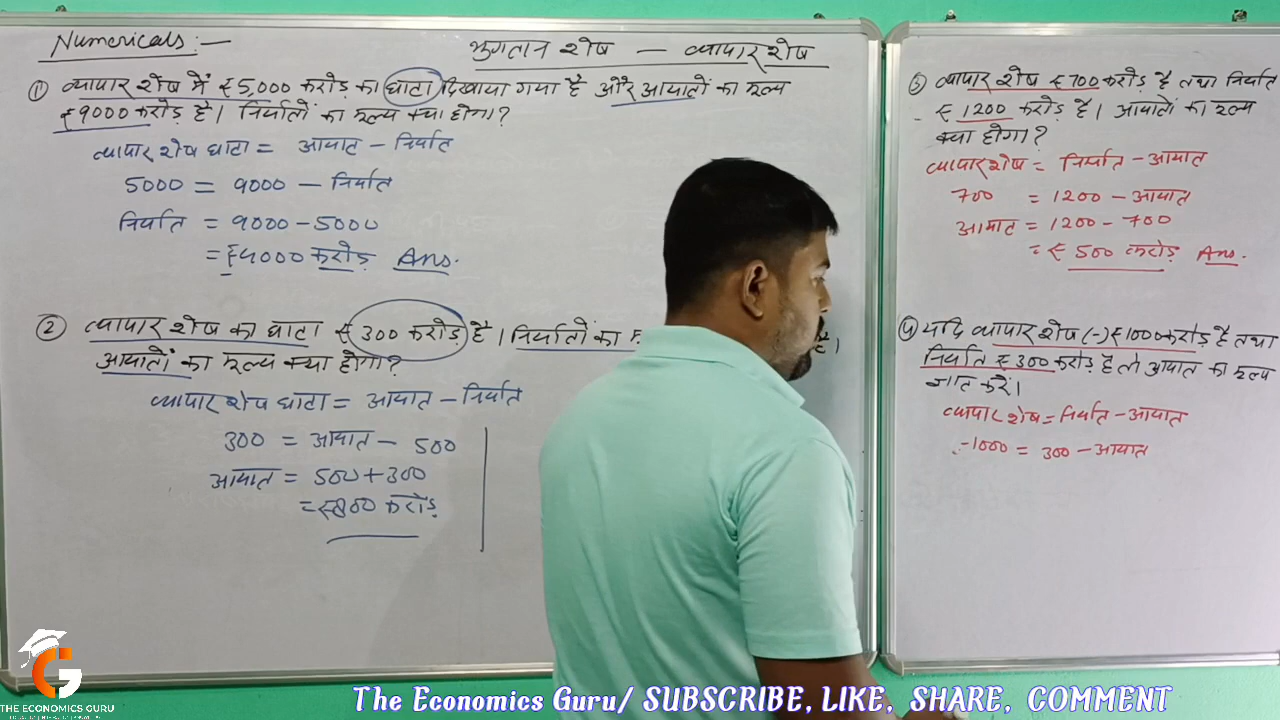 Numericals:—
भुगतान शेष — व्यापार शेष
① व्यापार शेष में ₹5,000 करोड़ का घाटा दिखाया गया है और आयातों का मूल्य
₹9000 करोड़ है। निर्यातों का मूल्य क्या होगा?
व्यापार शेष घाटा = आयात – निर्यात
5000 = 9000 – निर्यात
निर्यात = 9000 – 5000
= ₹4000 करोड़ Ans.
② व्यापार शेष का घाटा ₹ 300 करोड़ है। निर्यातों का है।
आयातों का मूल्य क्या होगा?
व्यापार शेष घाटा = आयात – निर्यात
300 = आयात – 500
आयात = 500 + 300
= ₹800 करोड़
③ व्यापार शेष ₹700 करोड़ है तथा निर्यात
₹ 1200 करोड़ है। आयातों का मूल्य
क्या होगा?
व्यापार शेष = निर्यात – आयात
700 = 1200 – आयात
आयात = 1200 – 700
= ₹ 500 करोड़ Ans.
④ यदि व्यापार शेष (-) ₹1000 करोड़ है तथा
निर्यात ₹ 300 करोड़ है तो आयात का मूल्य
ज्ञात करें।
व्यापार शेष = निर्यात – आयात
-1000 = 300 – आयात
THE ECONOMICS GURU
The Economics Guru/ SUBSCRIBE, LIKE, SHARE, COMMENT